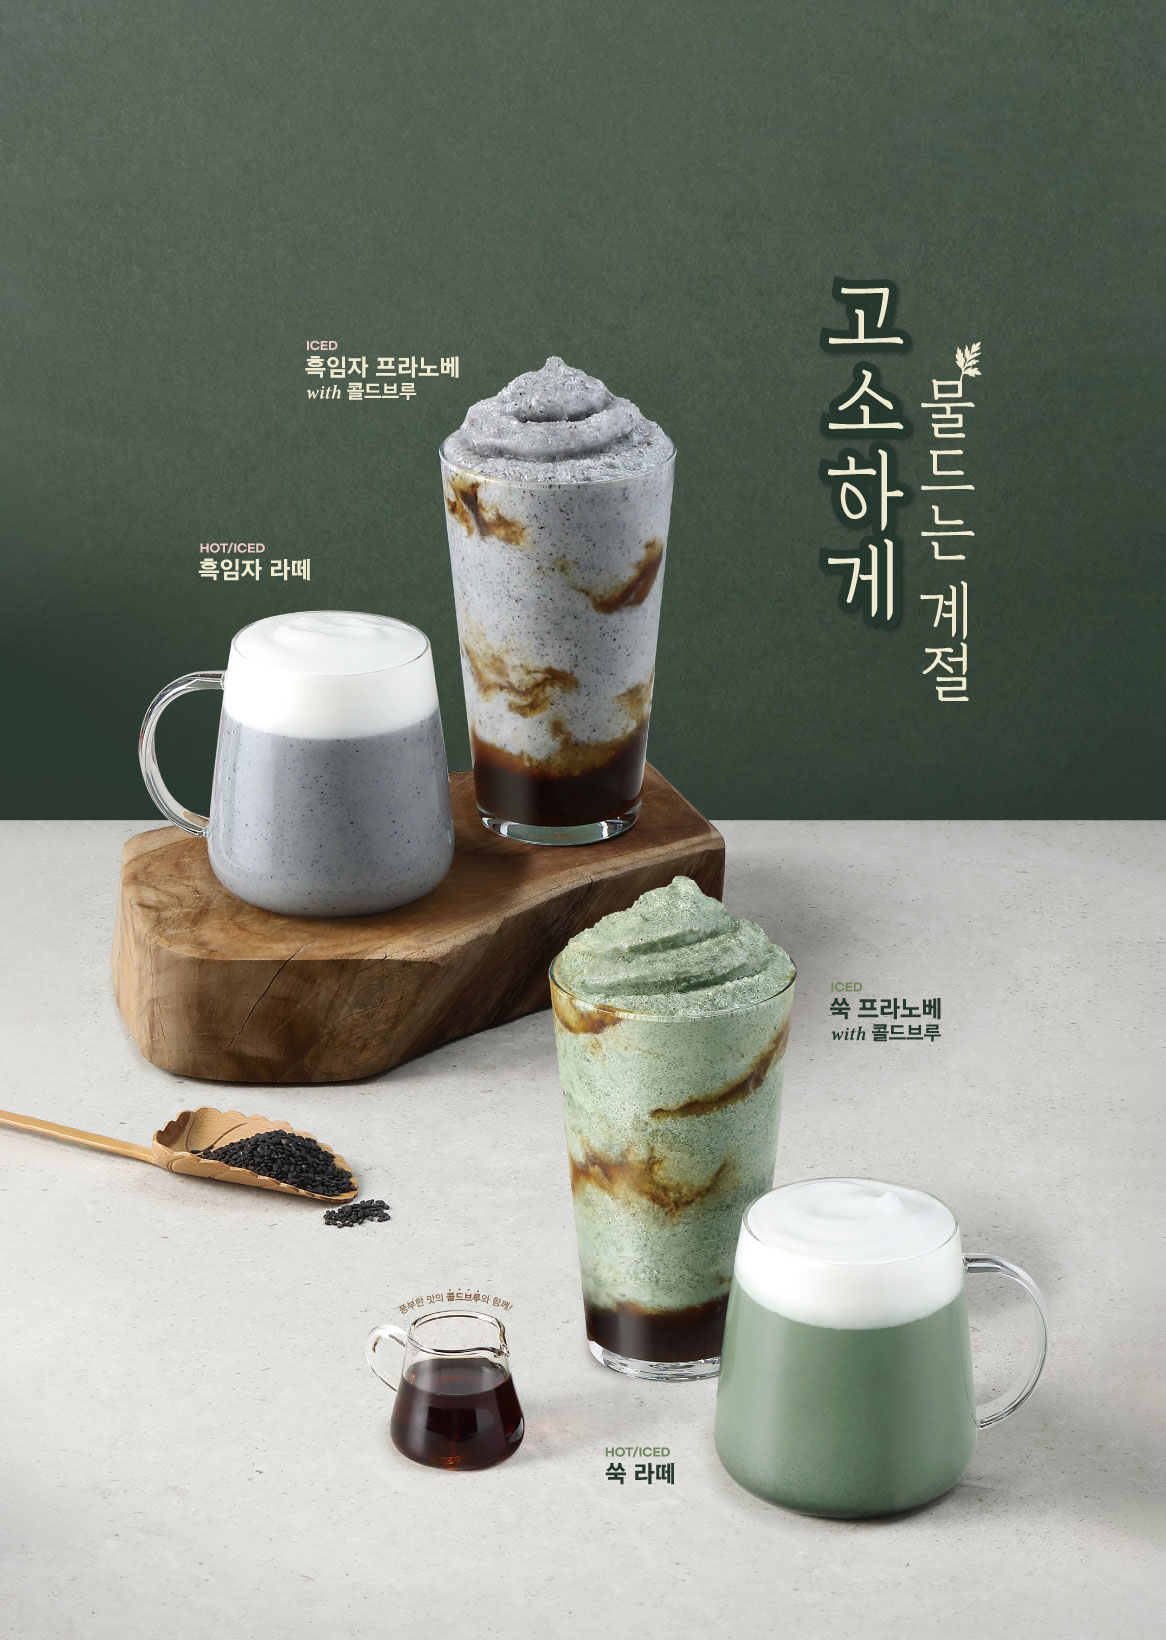 고소하게
물드는 계절
ICED
흑임자 프라노베
with 콜드브루
HOT/ICED
흑임자 라떼
ICED
쑥 프라노베
with 콜드브루
풍부한 맛의 콜드브루와 함께!
HOT/ICED
쑥 라떼